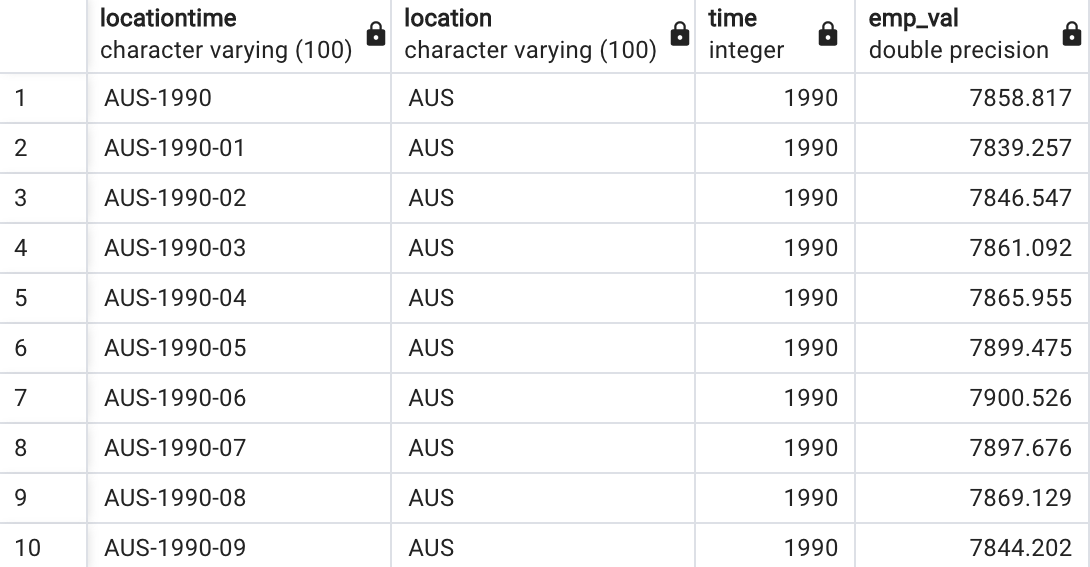 locationtime location time emp_val
character varying (100) character varying (100) integer double precision
1 AUS-1990 AUS 1990 7858.817
2 AUS-1990-01 AUS 1990 7839.257
3 AUS-1990-02 AUS 1990 7846.547
4 AUS-1990-03 AUS 1990 7861.092
5 AUS-1990-04 AUS 1990 7865.955
6 AUS-1990-05 AUS 1990 7899.475
7 AUS-1990-06 AUS 1990 7900.526
8 AUS-1990-07 AUS 1990 7897.676
9 AUS-1990-08 AUS 1990 7869.129
10 AUS-1990-09 AUS 1990 7844.202